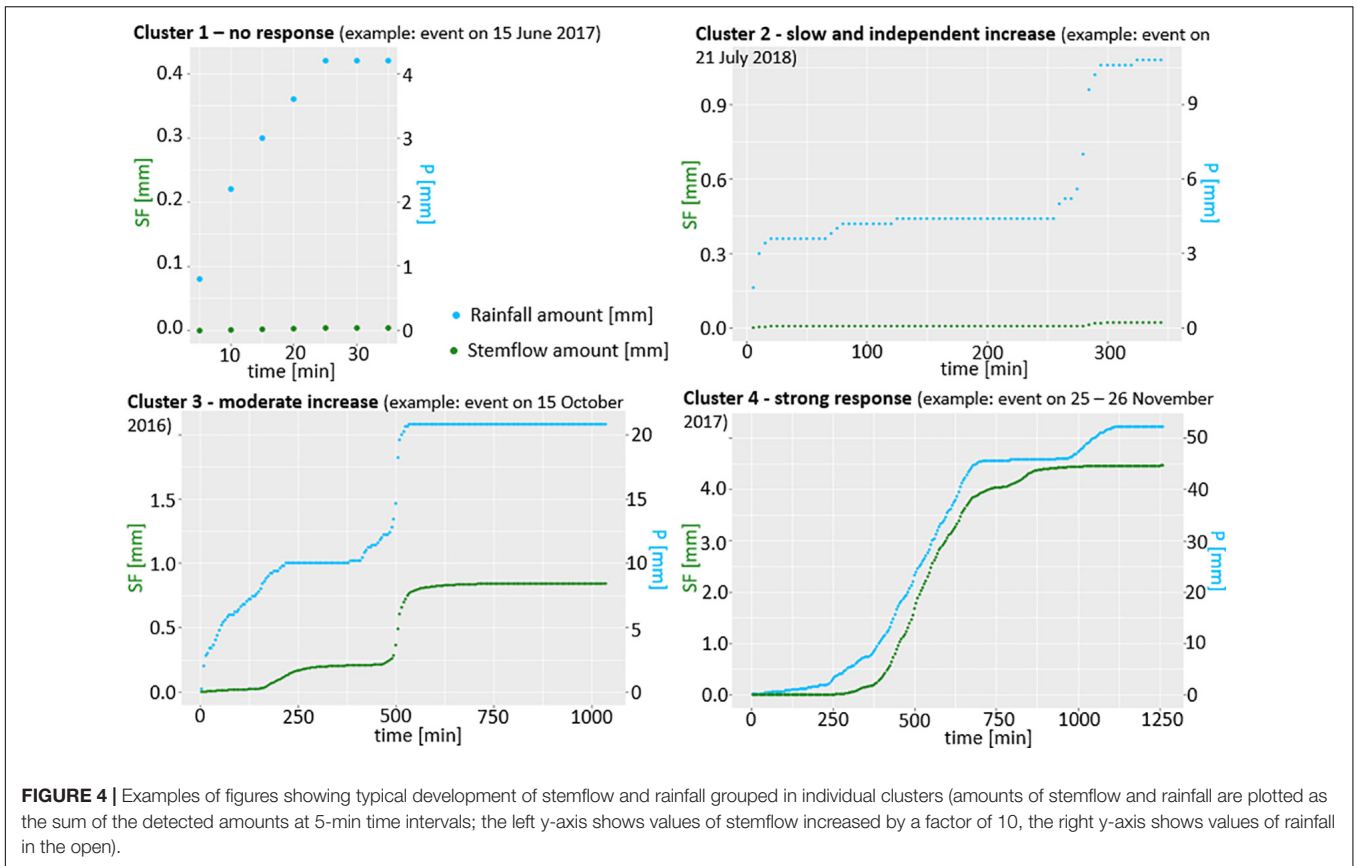 Cluster 1 – no response (example: event on 15 June 2017)
0.4
0.3
0.2
0.1
0.0
SF [mm]
4
3
2
1
0
P [mm]
10
20
30
time [min]
Cluster 2 - slow and independent increase (example: event on
21 July 2018)
0.9
0.6
0.3
0.0
SF [mm]
9
6
3
0
P [mm]
0
100
200
300
time [min]
Rainfall amount [mm]
Stemflow amount [mm]
Cluster 3 - moderate increase (example: event on 15 October
2016)
1.5
1.0
0.5
0.0
SF [mm]
20
15
10
5
0
P [mm]
0
250
500
750
1000
time [min]
Cluster 4 - strong response (example: event on 25 – 26 November
2017)
4.0
3.0
2.0
1.0
0.0
SF [mm]
50
40
30
20
10
0
P [mm]
0
250
500
750
1000
1250
time [min]
FIGURE 4 | Examples of figures showing typical development of stemflow and rainfall grouped in individual clusters (amounts of stemflow and rainfall are plotted as
the sum of the detected amounts at 5-min time intervals; the left y-axis shows values of stemflow increased by a factor of 10, the right y-axis shows values of rainfall
in the open).